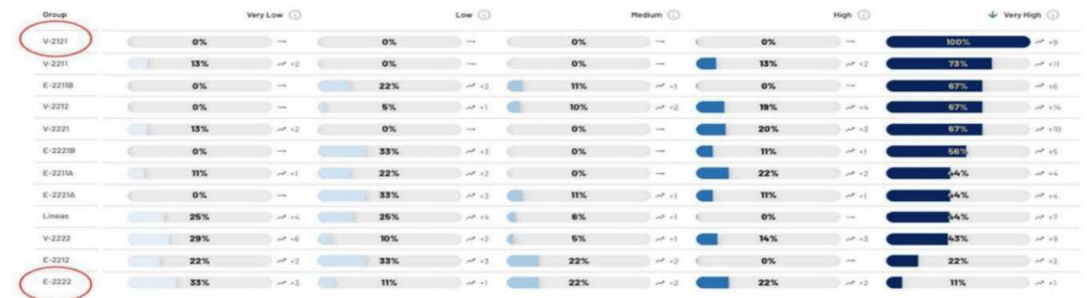 Group Very Low Low Medium High Very High
V-2121 0% 0% 0% 0% 100% +9
V-2211 13% +2 0% 0% 13% +2 73% +11
E-2211B 0% 22% +2 11% +1 0% 67% +6
V-2212 0% 5% +1 10% +2 19% +4 67% +14
V-2221 13% +2 0% 0% 20% +3 67% +10
E-2221B 0% 33% +3 0% 11% +1 56% +5
E-2211A 11% +1 22% +2 0% 22% +2 44% +4
E-2221A 0% 33% +3 11% +1 11% +1 44% +4
Lineas 25% +4 25% +4 6% +1 0% 44% +7
V-2222 29% +6 10% +2 5% +1 14% +3 43% +9
E-2212 22% +2 33% +3 22% +2 0% 22% +2
E-2222 33% +3 11% +1 22% +2 22% +2 11% +1